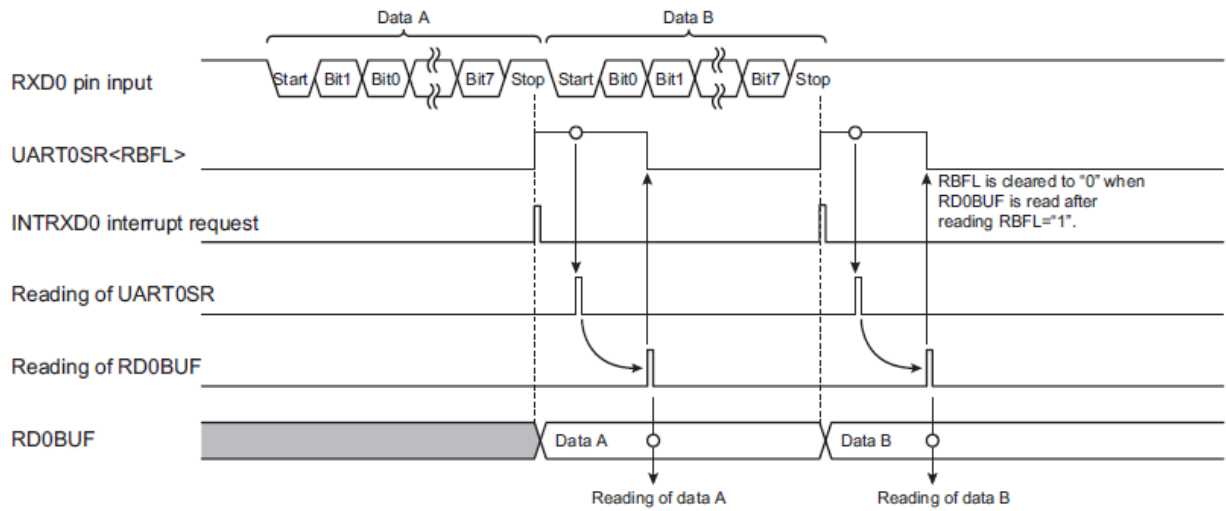 Data A Data B
RXD0 pin input Start Bit1 Bit0 Bit7 Stop Start Bit0 Bit1 Bit7 Stop
UART0SR<RBFL>
RBFL is cleared to “0” when
RD0BUF is read after
reading RBFL=“1”.
INTRXD0 interrupt request
Reading of UART0SR
Reading of RD0BUF
RD0BUF Data A Data B
Reading of data A Reading of data B